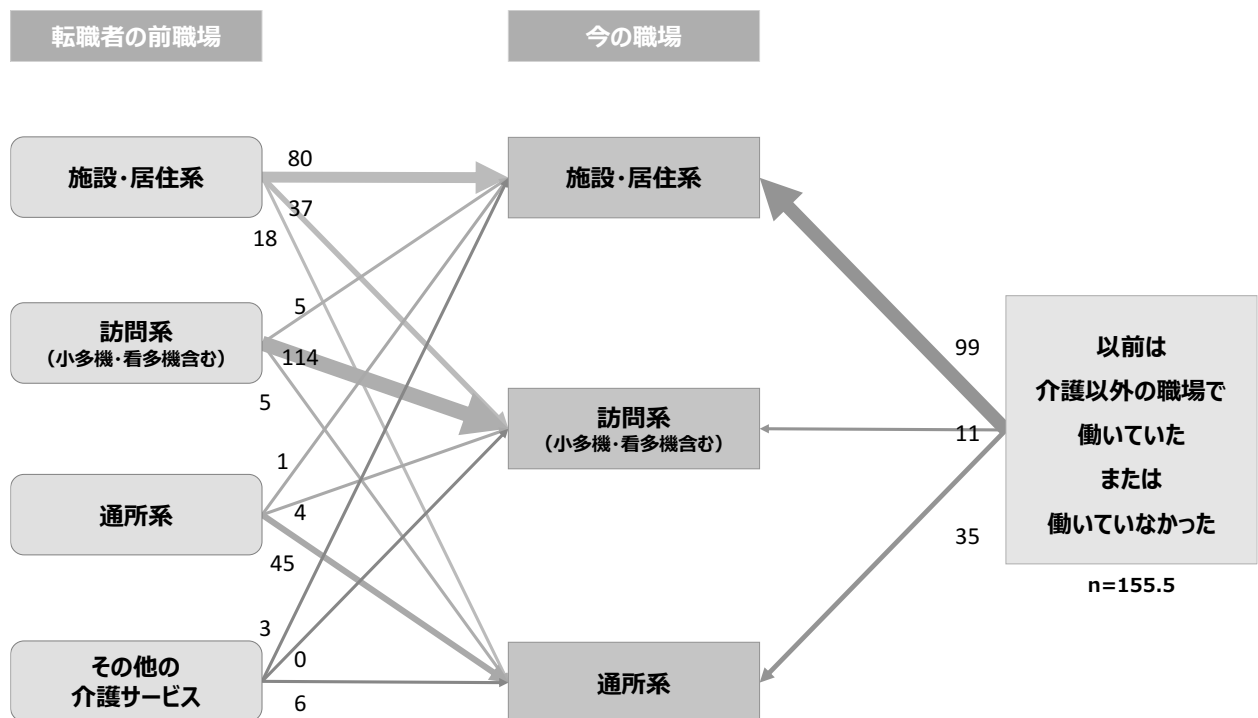 転職者の前職場
今の職場
施設・居住系
80
37
18
訪問系
(小多機・看多機含む)
5
114
5
通所系
1
4
45
その他の
介護サービス
3
0
6
施設・居住系
訪問系
(小多機・看多機含む)
通所系
99
11
35
以前は
介護以外の職場で
働いていた
または
働いていなかった
n=155.5